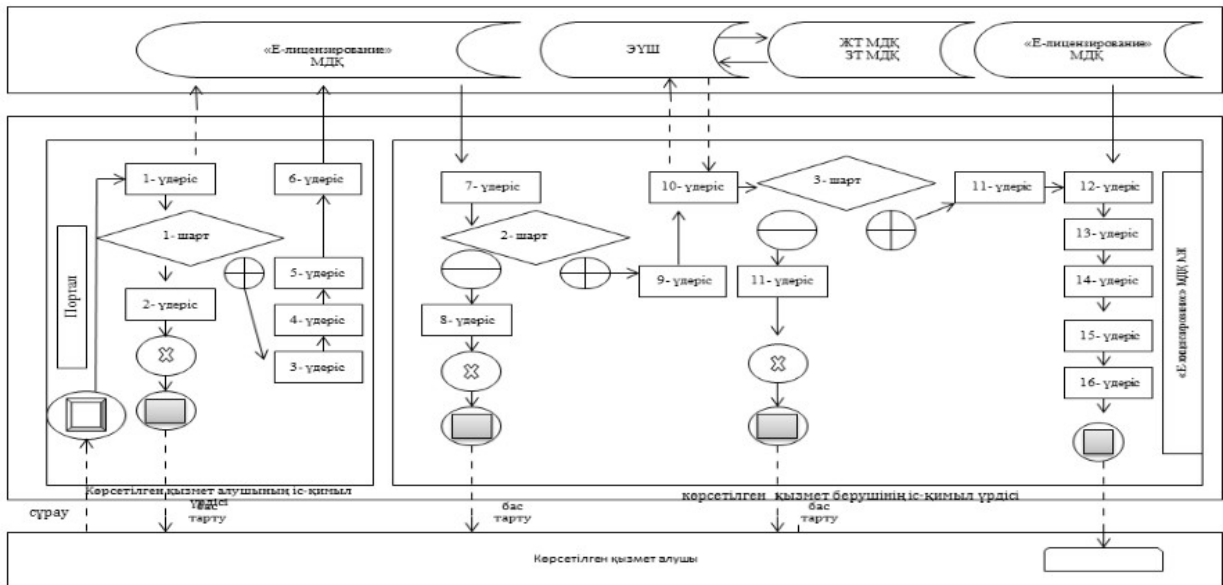 «Е-лицензирование»
МДҚ
ЭҮШ
ЖТ МДҚ
ЗТ МДҚ
«Е-лицензирование»
МДҚ
Портал
1- үдеріс
1- шарт
2- үдеріс
6- үдеріс
5- үдеріс
4- үдеріс
3- үдеріс
7- үдеріс
2- шарт
8- үдеріс
9- үдеріс
10- үдеріс
3- шарт
11- үдеріс
11- үдеріс
12- үдеріс
13- үдеріс
14- үдеріс
15- үдеріс
16- үдеріс
«Е-лицензирование» МДҚ АЖ
Көрсетілген қызмет алушының іс-қимыл
үрдісі
көрсетілген қызмет берушінің іс-қимыл үрдісі
сұрау
бас
тарту
бас
тарту
бас
тарту
Көрсетілген қызмет алушы